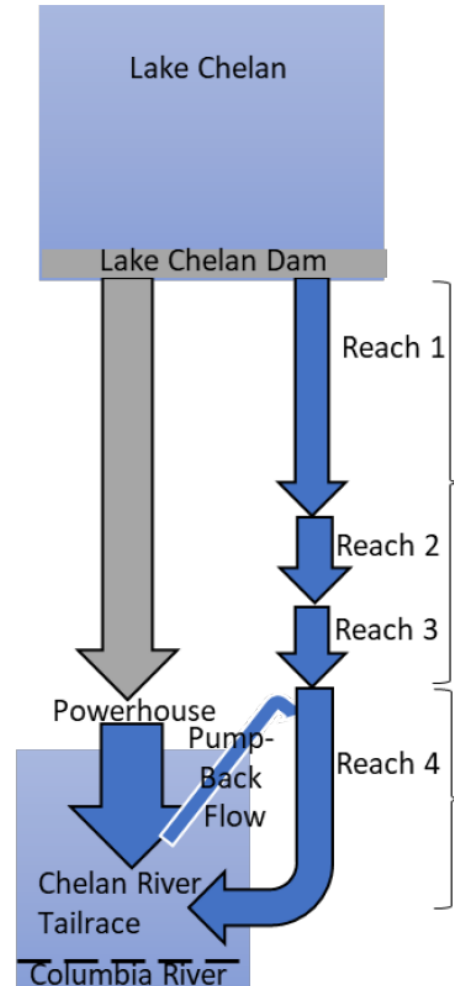 Lake Chelan
Lake Chelan Dam
Reach 1
Reach 2
Reach 3
Powerhouse
Pump-
Back
Flow
Reach 4
Chelan River
Tailrace
Columbia River